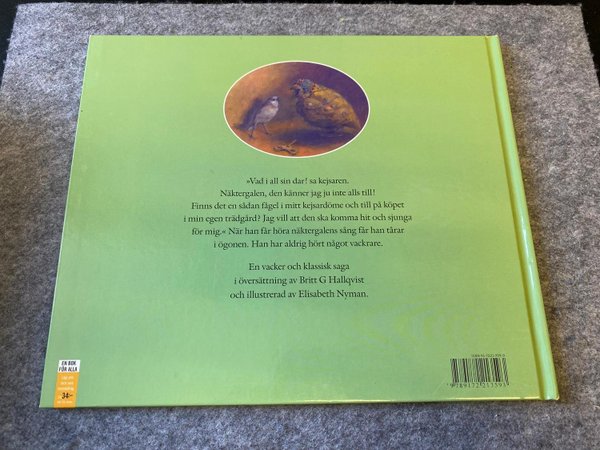 »Vad i all sin dar! sa kejsaren.
Näktergalen, den känner jag ju inte alls till!
Finns det en sådan fågel i mitt kejsardöme och till på köpet
i min egen trädgård? Jag vill att den ska komma hit och sjunga
för mig.« När han får höra näktergalens sång får han tårar
i ögonen. Han har aldrig hört något vackrare.
En vacker och klassisk saga
i översättning av Britt G Hallqvist
och illustrerad av Elisabeth Nyman.
EN BOK
FÖR ALLA
34:-